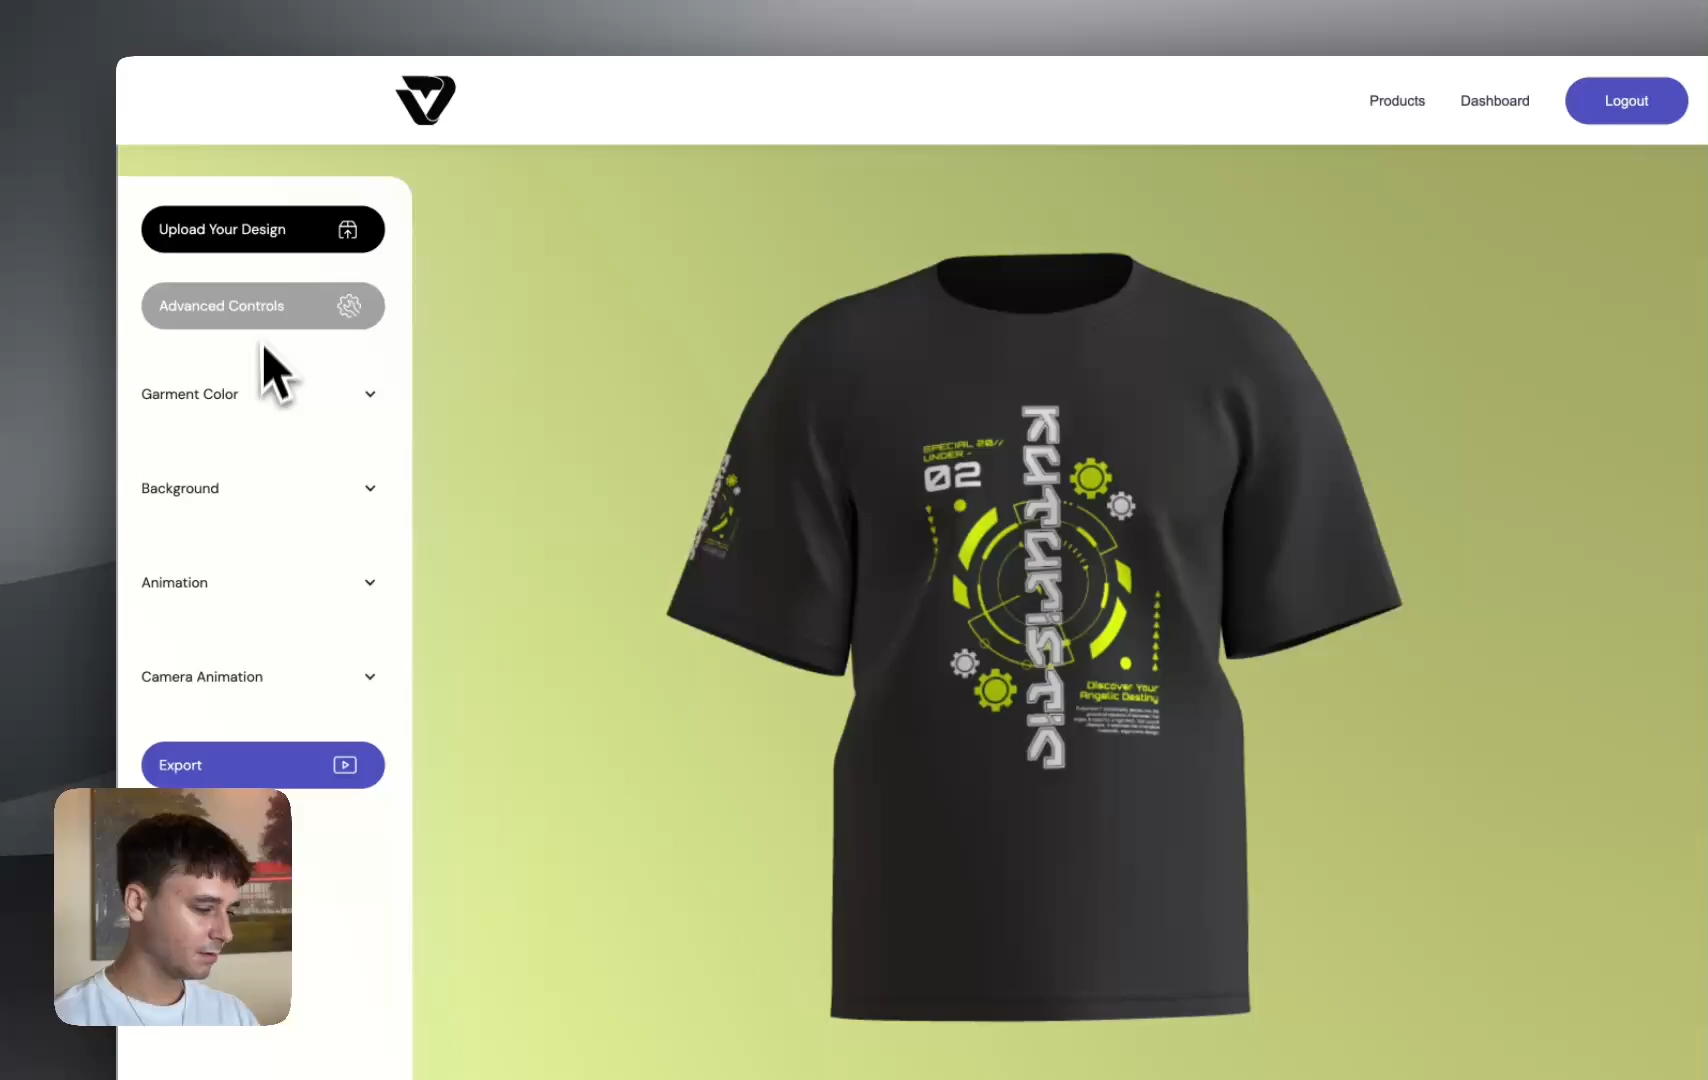 Products
Dashboard
Logout
Upload Your Design
Advanced Controls
Garment Color
Background
Animation
Camera Animation
Export
SPECIAL 20//
UNDER -
02
Discover Your
Angelic Destiny